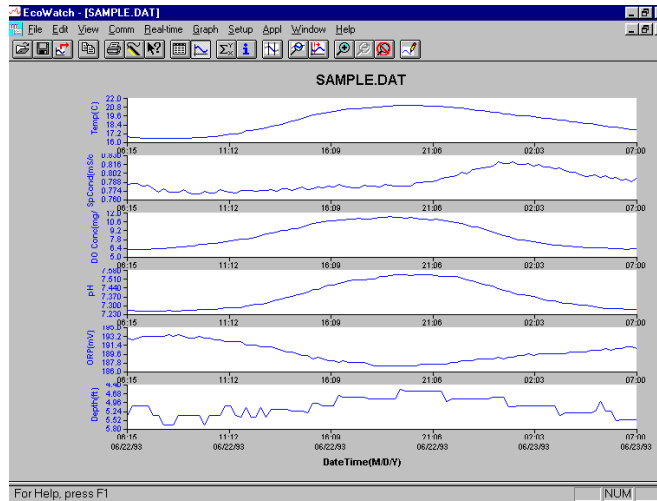 EcoWatch - [SAMPLE.DAT]
File Edit View Comm Real-time Graph Setup Appl Window Help
SAMPLE.DAT
Temp(C)
22.0
20.8
19.6
18.4
17.2
16.0
06:15 11:12 16:09 21:06 02:03 07:00
SpCond(mS/c
0.830
0.816
0.802
0.788
0.774
0.760
06:15 11:12 16:09 21:06 02:03 07:00
DO Conc(mg/
12.0
10.6
9.2
7.8
6.4
5.0
06:15 11:12 16:09 21:06 02:03 07:00
pH
7.580
7.510
7.440
7.370
7.300
7.230
06:15 11:12 16:09 21:06 02:03 07:00
ORP(mV)
195.0
193.2
191.4
189.6
187.8
186.0
06:15 11:12 16:09 21:06 02:03 07:00
Depth(ft)
4.40
4.68
4.96
5.24
5.52
5.80
06:15 11:12 16:09 21:06 02:03 07:00
06/22/93 06/22/93 06/22/93 06/22/93 06/23/93 06/23/93
DateTime(M/D/Y)
For Help, press F1
NUM